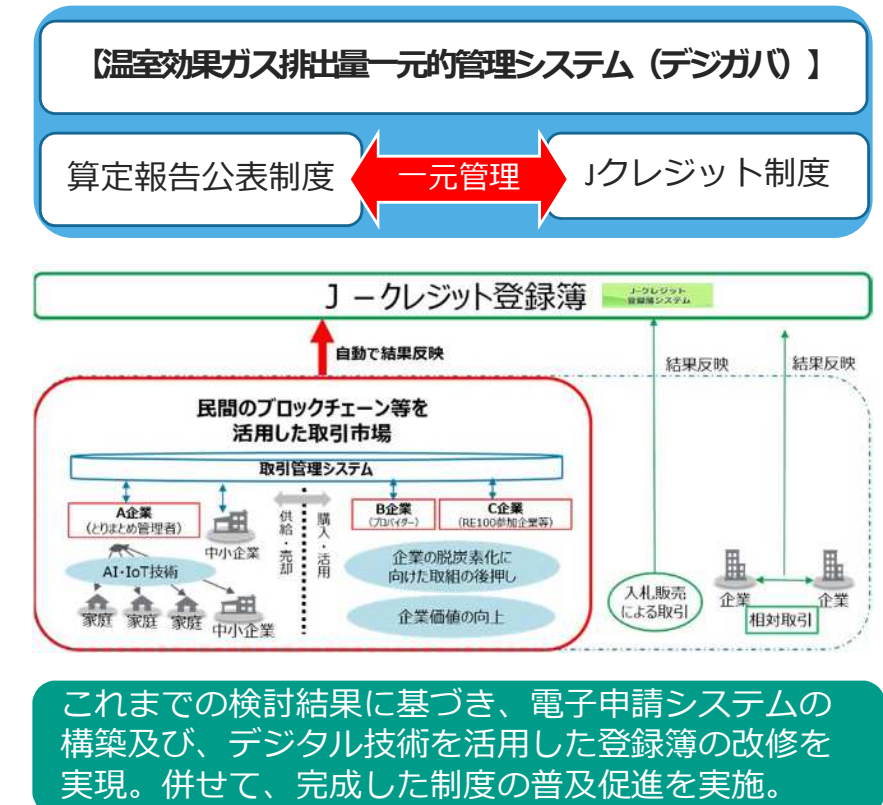 【温室効果ガス排出量一元的管理システム（デジガバ）】
算定報告公表制度
一元管理
Jクレジット制度
J－クレジット登録簿
J-クレジット
登録簿システム
自動で結果反映
結果反映
結果反映
民間のブロックチェーン等を
活用した取引市場
取引管理システム
A企業
（とりまとめ管理者）
中小企業
供給・売却
購入・活用
B企業
（プロバイダー）
C企業
（RE100参加企業等）
AI・IoT技術
家庭
家庭
家庭
中小企業
企業の脱炭素化に
向けた取組の後押し
企業価値の向上
入札販売
による取引
企業
企業
相対取引
これまでの検討結果に基づき、電子申請システムの
構築及び、デジタル技術を活用した登録簿の改修を
実現。併せて、完成した制度の普及促進を実施。